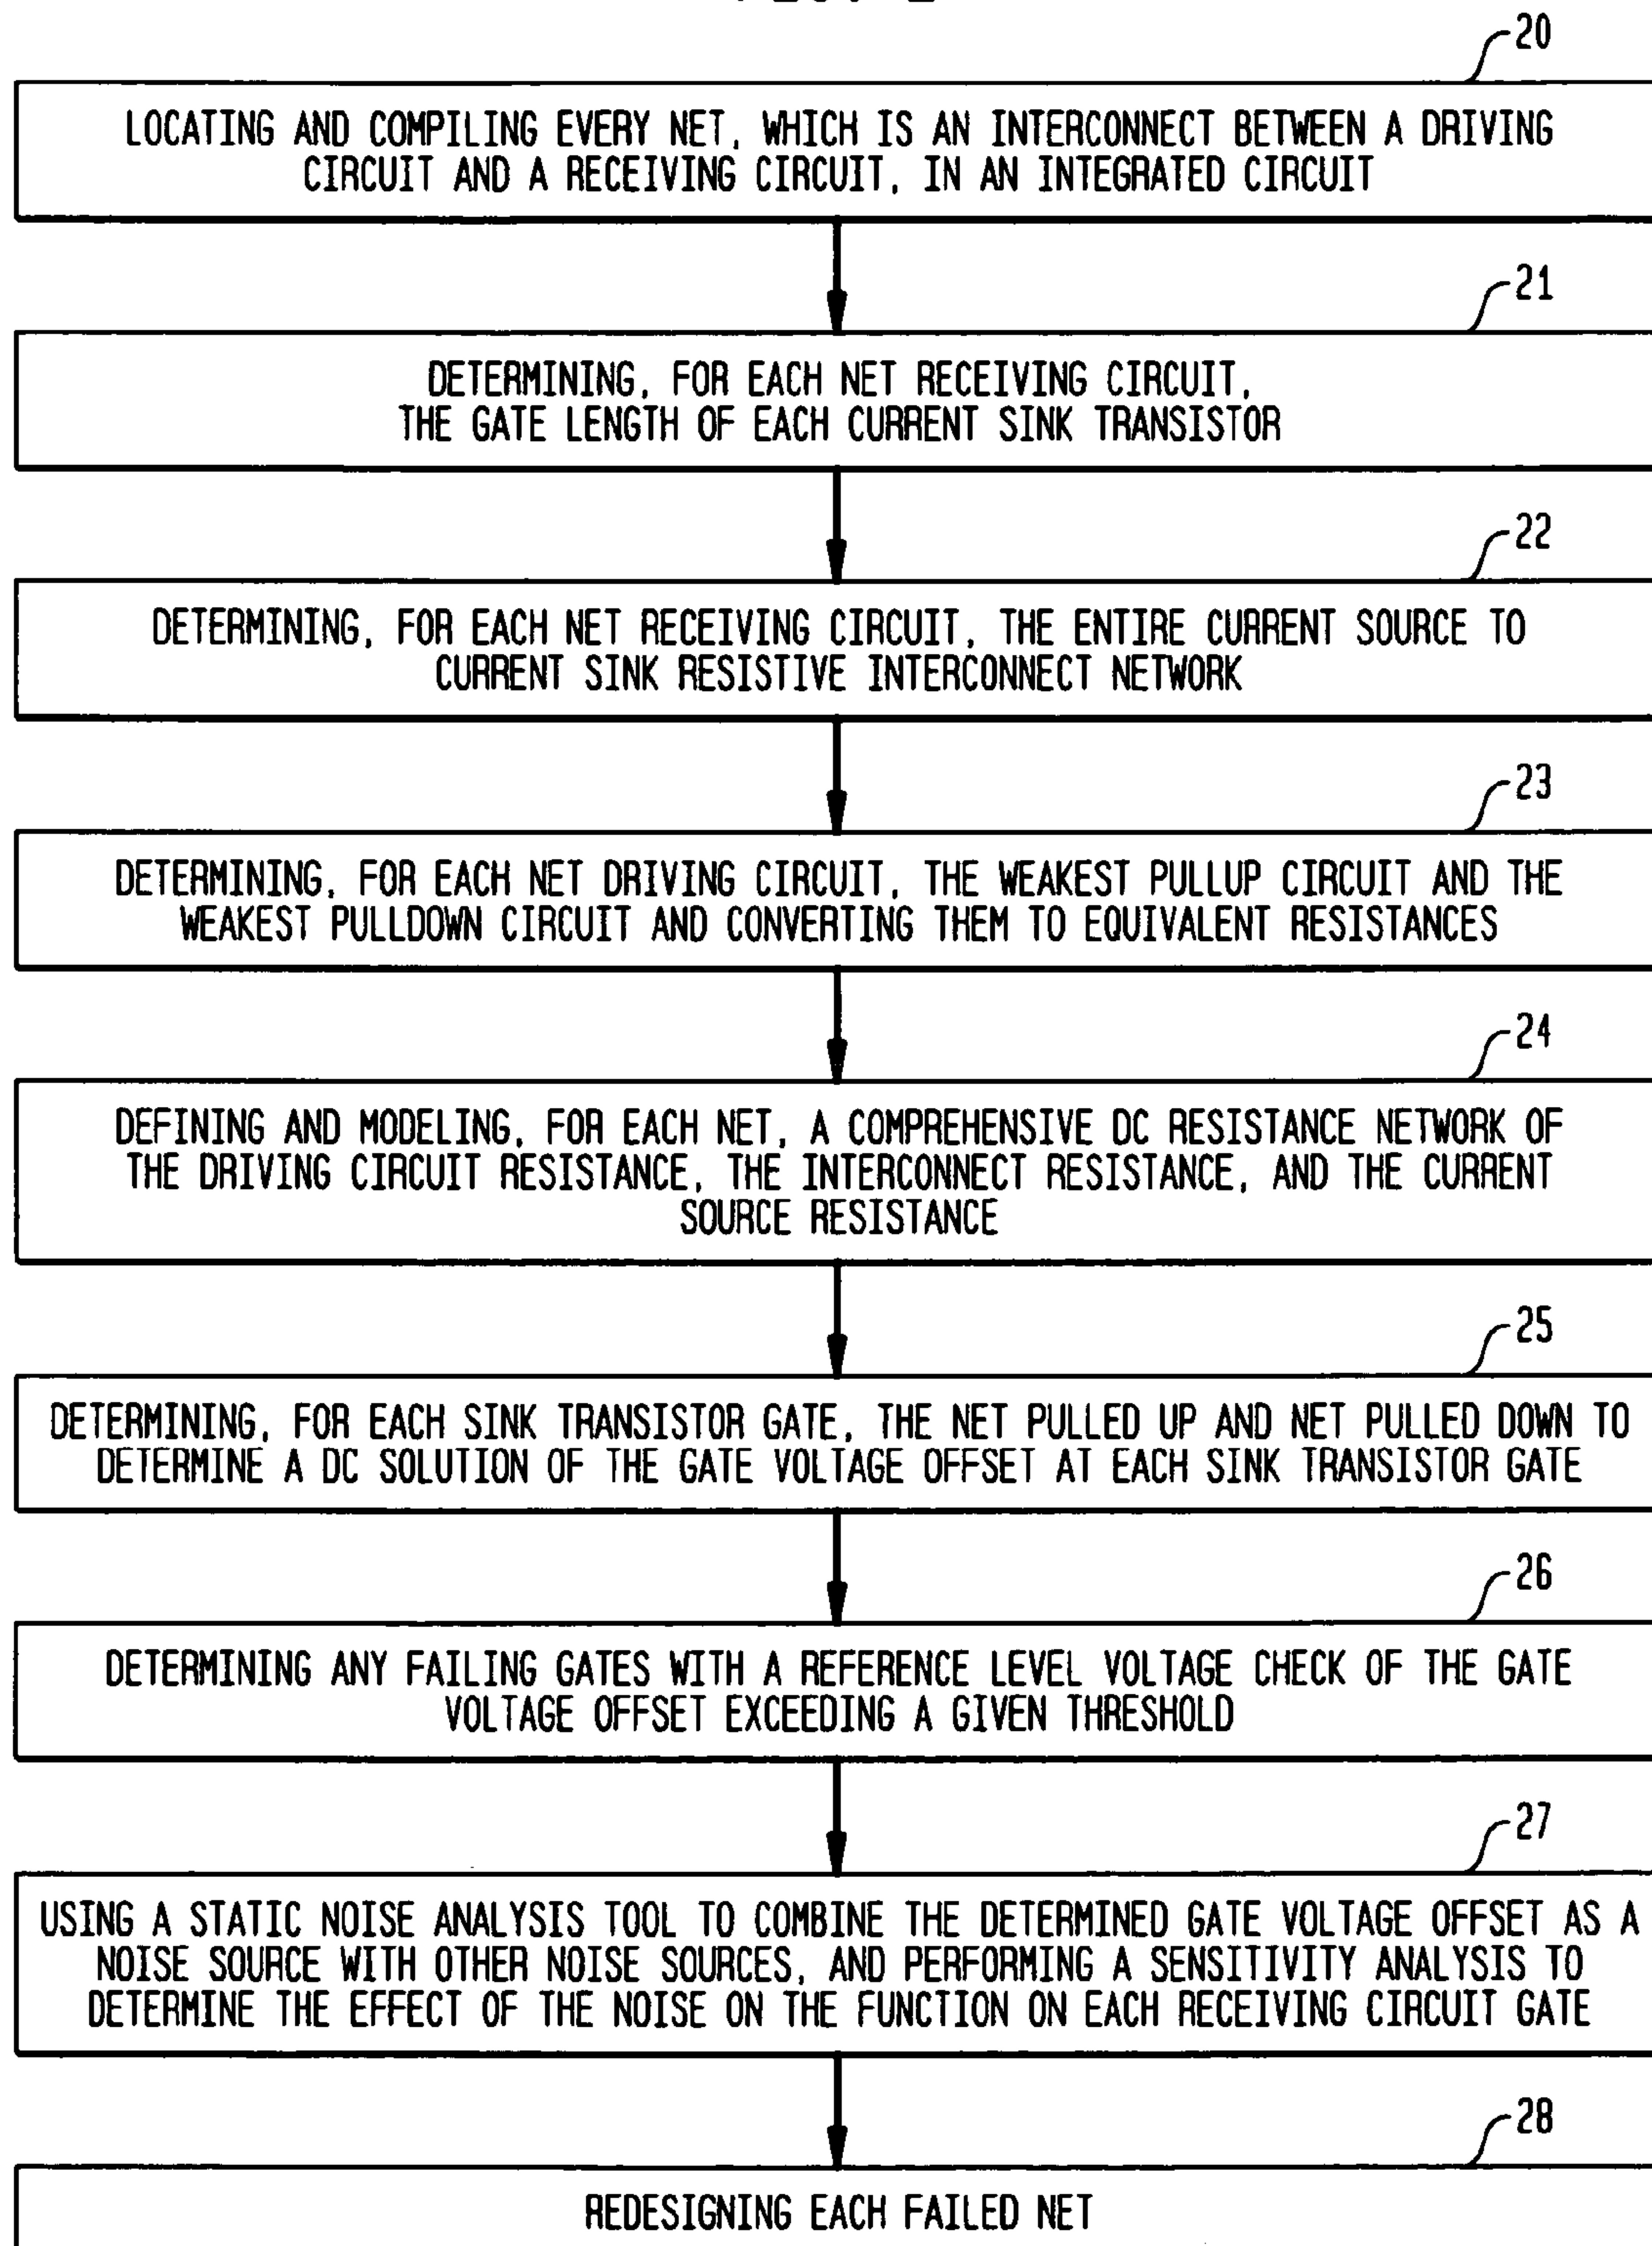 20
LOCATING AND COMPILING EVERY NET, WHICH IS AN INTERCONNECT BETWEEN A DRIVING
CIRCUIT AND A RECEIVING CIRCUIT, IN AN INTEGRATED CIRCUIT
21
DETERMINING, FOR EACH NET RECEIVING CIRCUIT,
THE GATE LENGTH OF EACH CURRENT SINK TRANSISTOR
22
DETERMINING, FOR EACH NET RECEIVING CIRCUIT, THE ENTIRE CURRENT SOURCE TO
CURRENT SINK RESISTIVE INTERCONNECT NETWORK
23
DETERMINING, FOR EACH NET DRIVING CIRCUIT, THE WEAKEST PULLUP CIRCUIT AND THE
WEAKEST PULLDOWN CIRCUIT AND CONVERTING THEM TO EQUIVALENT RESISTANCES
24
DEFINING AND MODELING, FOR EACH NET, A COMPREHENSIVE DC RESISTANCE NETWORK OF
THE DRIVING CIRCUIT RESISTANCE, THE INTERCONNECT RESISTANCE, AND THE CURRENT
SOURCE RESISTANCE
25
DETERMINING, FOR EACH SINK TRANSISTOR GATE, THE NET PULLED UP AND NET PULLED DOWN TO
DETERMINE A DC SOLUTION OF THE GATE VOLTAGE OFFSET AT EACH SINK TRANSISTOR GATE
26
DETERMINING ANY FAILING GATES WITH A REFERENCE LEVEL VOLTAGE CHECK OF THE GATE
VOLTAGE OFFSET EXCEEDING A GIVEN THRESHOLD
27
USING A STATIC NOISE ANALYSIS TOOL TO COMBINE THE DETERMINED GATE VOLTAGE OFFSET AS A
NOISE SOURCE WITH OTHER NOISE SOURCES, AND PERFORMING A SENSITIVITY ANALYSIS TO
DETERMINE THE EFFECT OF THE NOISE ON THE FUNCTION ON EACH RECEIVING CIRCUIT GATE
28
REDESIGNING EACH FAILED NET